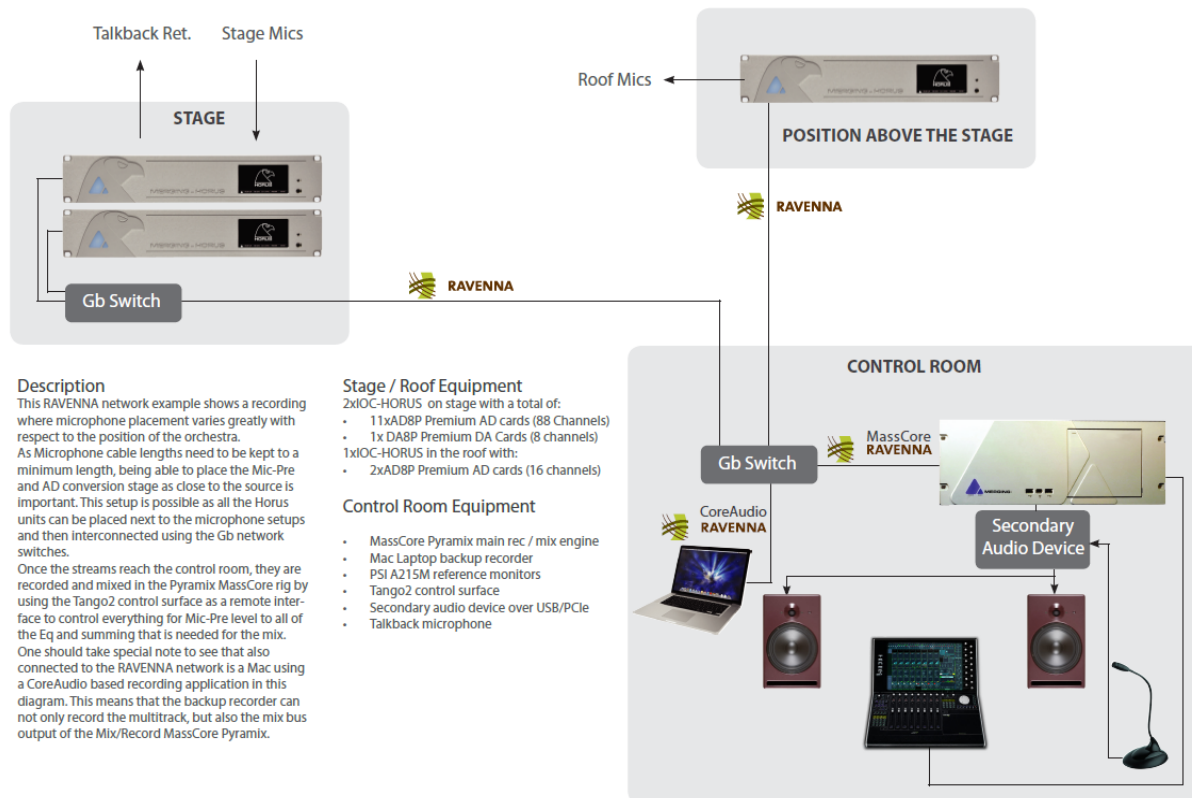 Talkback Ret.
Stage Mics
STAGE
MERGING HORUS
HORUS
MERGING HORUS
HORUS
Gb Switch
RAVENNA
Roof Mics
HORUS
POSITION ABOVE THE STAGE
RAVENNA
Description
This RAVENNA network example shows a recording
where microphone placement varies greatly with
respect to the position of the orchestra.
As Microphone cable lengths need to be kept to a
minimum length, being able to place the Mic-Pre
and AD conversion stage as close to the source is
important. This setup is possible as all the Horus
units can be placed next to the microphone setups
and then interconnected using the Gb network
switches.
Once the streams reach the control room, they are
recorded and mixed in the Pyramix MassCore rig by
using the Tango2 control surface as a remote inter-
face to control everything for Mic-Pre level to all of
the Eq and summing that is needed for the mix.
One should take special note to see that also
connected to the RAVENNA network is a Mac using
a CoreAudio based recording application in this
diagram. This means that the backup recorder can
not only record the multitrack, but also the mix bus
output of the Mix/Record MassCore Pyramix.
Stage / Roof Equipment
2xIOC-HORUS on stage with a total of:
• 11xAD8P Premium AD cards (88 Channels)
• 1x DA8P Premium DA Cards (8 channels)
1xIOC-HORUS in the roof with:
• 2xAD8P Premium AD cards (16 channels)
Control Room Equipment
• MassCore Pyramix main rec / mix engine
• Mac Laptop backup recorder
• PSI A215M reference monitors
• Tango2 control surface
• Secondary audio device over USB/PCIe
• Talkback microphone
CONTROL ROOM
Gb Switch
MassCore
RAVENNA
MERGING
CoreAudio
RAVENNA
Secondary
Audio Device